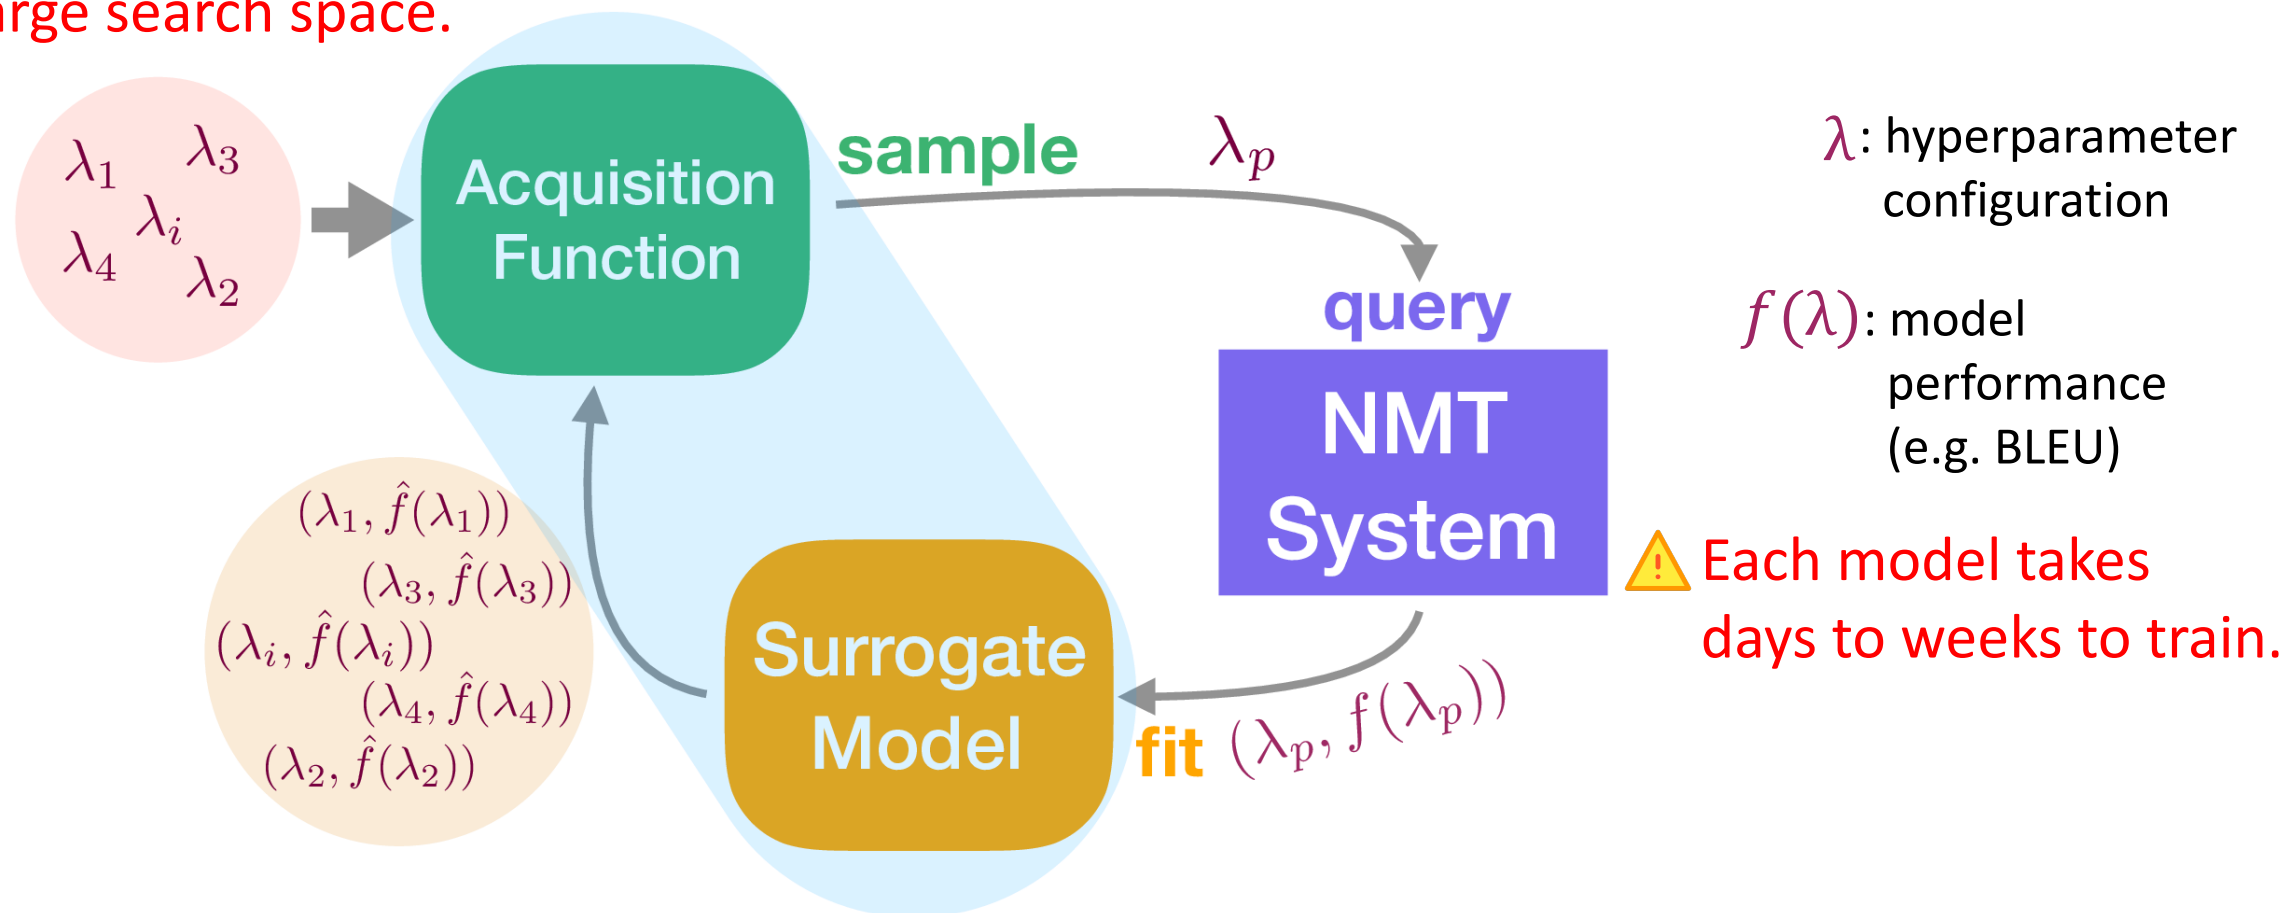 arge search space.
λ₁ λ₃
λᵢ
λ₄ λ₂
Acquisition
Function
sample λₚ
query
NMT
System
λ: hyperparameter
configuration
f(λ): model
performance
(e.g. BLEU)
⚠ Each model takes
days to weeks to train.
(λ₁, f̂(λ₁))
(λ₃, f̂(λ₃))
(λᵢ, f̂(λᵢ))
(λ₄, f̂(λ₄))
(λ₂, f̂(λ₂))
Surrogate
Model
fit (λₚ, f(λₚ))